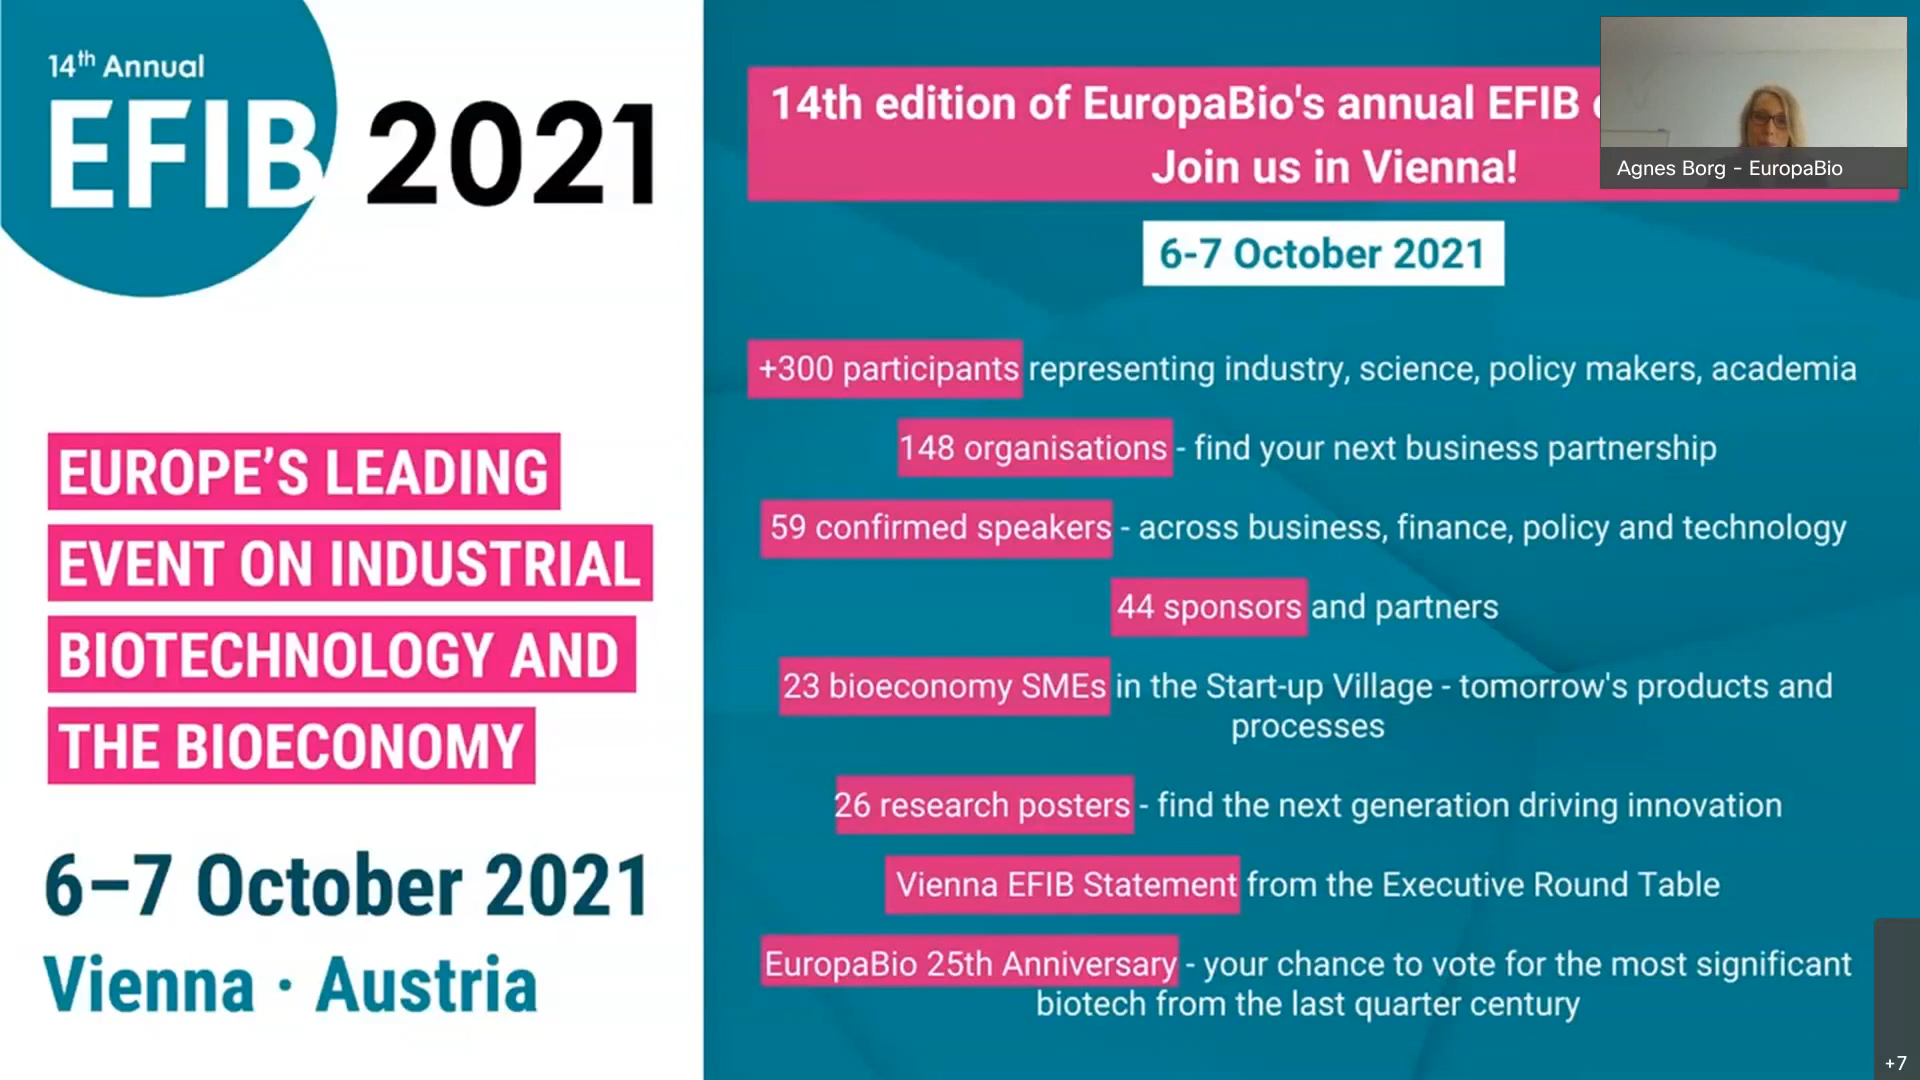 14th Annual
EFIB 2021
EUROPE'S LEADING
EVENT ON INDUSTRIAL
BIOTECHNOLOGY AND
THE BIOECONOMY
6–7 October 2021
Vienna · Austria
14th edition of EuropaBio's annual EFIB
Join us in Vienna!
6-7 October 2021
+300 participants representing industry, science, policy makers, academia
148 organisations - find your next business partnership
59 confirmed speakers - across business, finance, policy and technology
44 sponsors and partners
23 bioeconomy SMEs in the Start-up Village - tomorrow's products and
processes
26 research posters - find the next generation driving innovation
Vienna EFIB Statement from the Executive Round Table
EuropaBio 25th Anniversary - your chance to vote for the most significant
biotech from the last quarter century
Agnes Borg - EuropaBio
+7